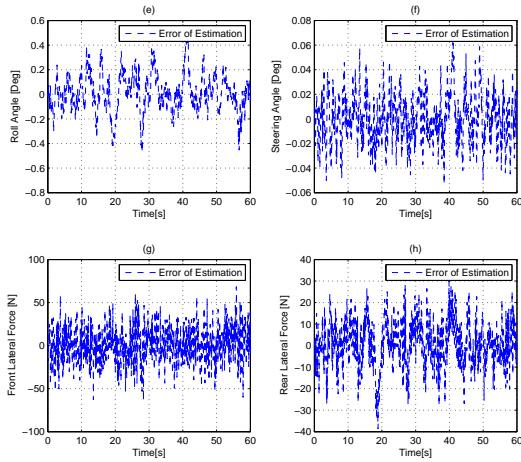 (e)
Error of Estimation
Roll Angle [Deg]
0.6
0.4
0.2
0
−0.2
−0.4
−0.6
−0.8
0 10 20 30 40 50 60
Time[s]
(f)
Error of Estimation
Steering Angle [Deg]
0.06
0.04
0.02
0
−0.02
0.04
0.06
0 10 20 30 40 50 60
Time[s]
(g)
Error of Estimation
Front Lateral Force [N]
100
50
0
−50
−100
0 10 20 30 40 50 60
Time[s]
(h)
Error of Estimation
Rear Lateral Force [N]
40
30
20
10
0
−10
−20
−30
−40
0 10 20 30 40 50 60
Time[s]